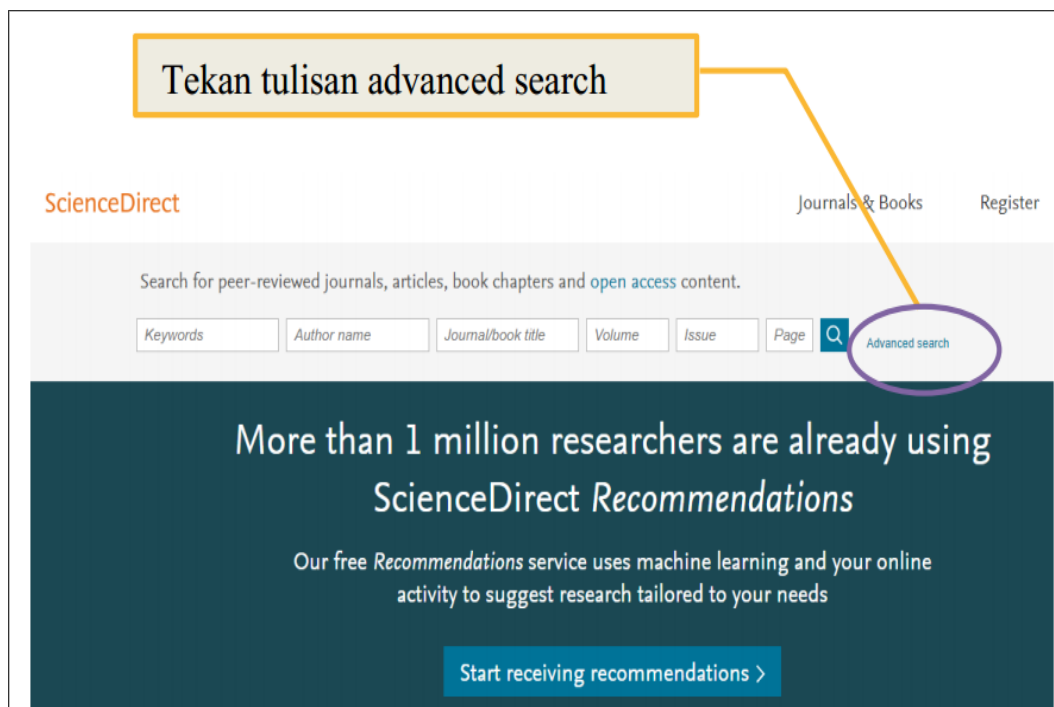 Tekan tulisan advanced search
ScienceDirect
Journals & Books
Register
Search for peer-reviewed journals, articles, book chapters and open access content.
Keywords
Author name
Journal/book title
Volume
Issue
Page
Advanced search
More than 1 million researchers are already using
ScienceDirect Recommendations
Our free Recommendations service uses machine learning and your online
activity to suggest research tailored to your needs
Start receiving recommendations >